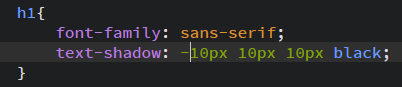 h1{
    font-family: sans-serif;
    text-shadow: -10px 10px 10px black;
}